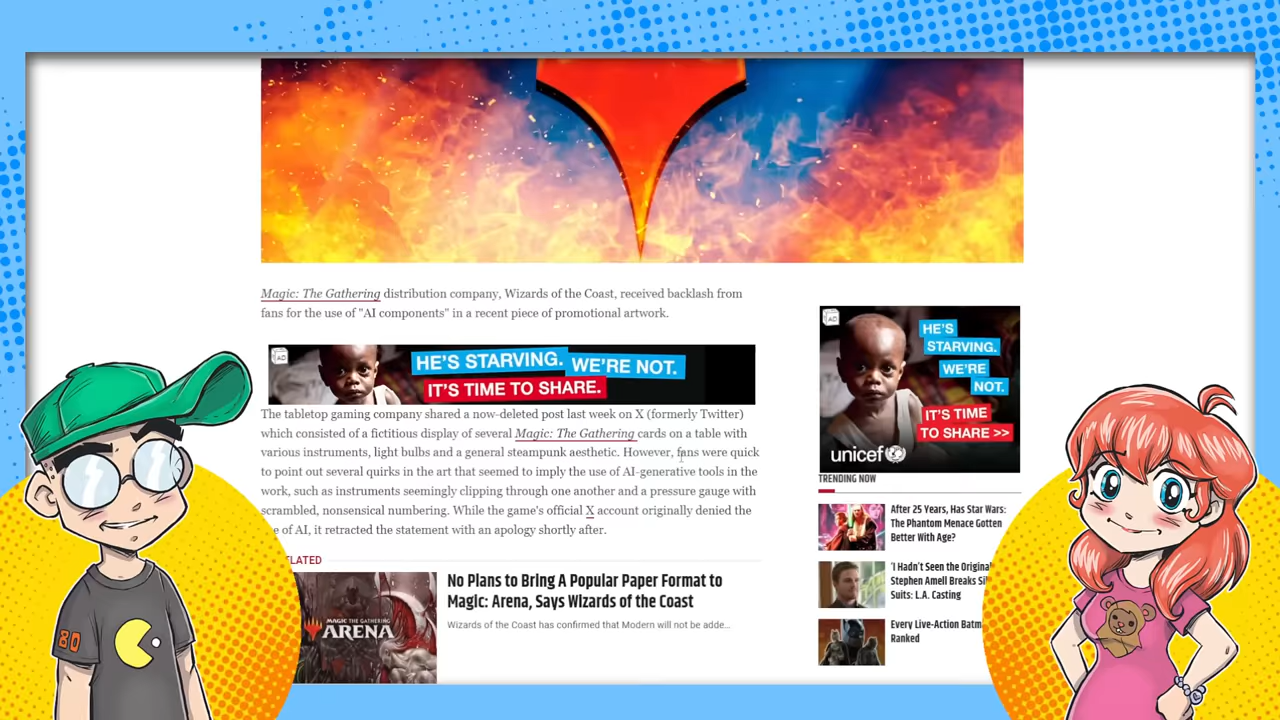 Magic: The Gathering distribution company, Wizards of the Coast, received backlash from
fans for the use of "AI components" in a recent piece of promotional artwork.
AD
HE'S STARVING. WE'RE NOT.
IT'S TIME TO SHARE.
The tabletop gaming company shared a now-deleted post last week on X (formerly Twitter)
which consisted of a fictitious display of several Magic: The Gathering cards on a table with
various instruments, light bulbs and a general steampunk aesthetic. However, fans were quick
to point out several quirks in the art that seemed to imply the use of AI-generative tools in the
work, such as instruments seemingly clipping through one another and a pressure gauge with
scrambled, nonsensical numbering. While the game's official X account originally denied the
of AI, it retracted the statement with an apology shortly after.
ELATED
MAGIC THE GATHERING
ARENA
No Plans to Bring A Popular Paper Format to
Magic: Arena, Says Wizards of the Coast
Wizards of the Coast has confirmed that Modern will not be adde...
AD
HE'S
STARVING.
WE'RE
NOT.
IT'S TIME
TO SHARE >>
unicef
TRENDING NOW
After 25 Years, Has Star Wars:
The Phantom Menace Gotten
Better With Age?
'I Hadn't Seen the Original
Stephen Amell Breaks Sil
Suits: L.A. Casting
Every Live-Action Batm
Ranked
80